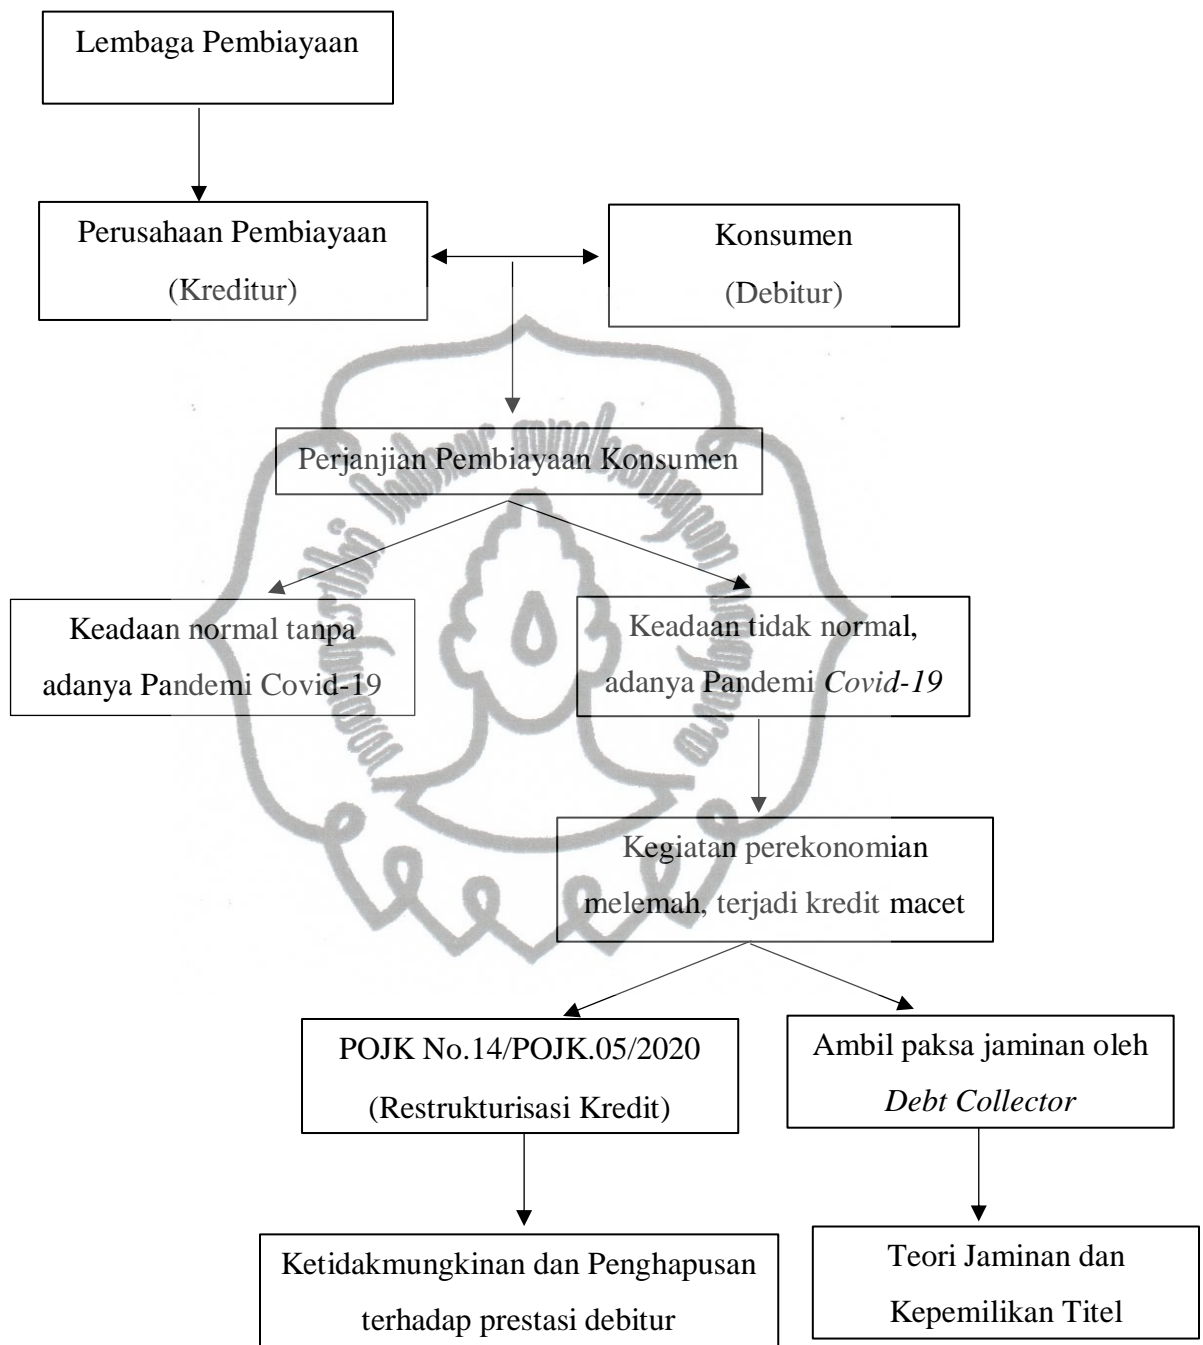 Lembaga Pembiayaan
Perusahaan Pembiayaan
(Kreditur)
Konsumen
(Debitur)
Perjanjian Pembiayaan Konsumen
Keadaan normal tanpa
adanya Pandemi Covid-19
Keadaan tidak normal,
adanya Pandemi Covid-19
Kegiatan perekonomian
melemah, terjadi kredit macet
POJK No.14/POJK.05/2020
(Restrukturisasi Kredit)
Ambil paksa jaminan oleh
Debt Collector
Ketidakmungkinan dan Penghapusan
terhadap prestasi debitur
Teori Jaminan dan
Kepemilikan Titel